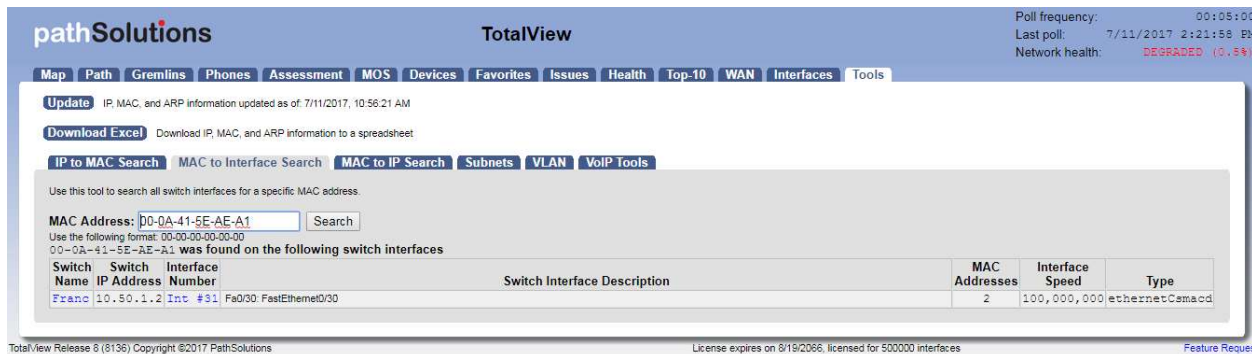 pathSolutions
TotalView
Poll frequency: 00:05:00
Last poll: 7/11/2017 2:21:58
Network health: DEGRADED (0.5%)
Map Path Gremlins Phones Assessment MOS Devices Favorites Issues Health Top-10 WAN Interfaces Tools
Update IP, MAC, and ARP information updated as of: 7/11/2017, 10:56:21 AM
Download Excel Download IP, MAC, and ARP information to a spreadsheet
IP to MAC Search MAC to Interface Search MAC to IP Search Subnets VLAN VoIP Tools
Use this tool to search all switch interfaces for a specific MAC address.
MAC Address: 00-0A-41-5E-AE-A1 Search
Use the following format: 00-00-00-00-00-00
00-0A-41-5E-AE-A1 was found on the following switch interfaces
Switch Name Switch IP Address Interface Number Switch Interface Description MAC Addresses Interface Speed Type
Franc 10.50.1.2 Int #31 Fa0/30: FastEthernet0/30 2 100,000,000 ethernetCsmacd
TotalView Release 8 (8136) Copyright ©2017 PathSolutions License expires on 8/19/2066, licensed for 500000 interfaces Feature